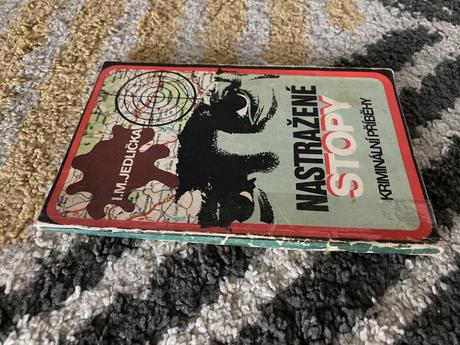 I.M. JEDLIČKA
NASTRAŽENÉ
STOPY
KRIMINÁLNÍ PŘÍBĚHY